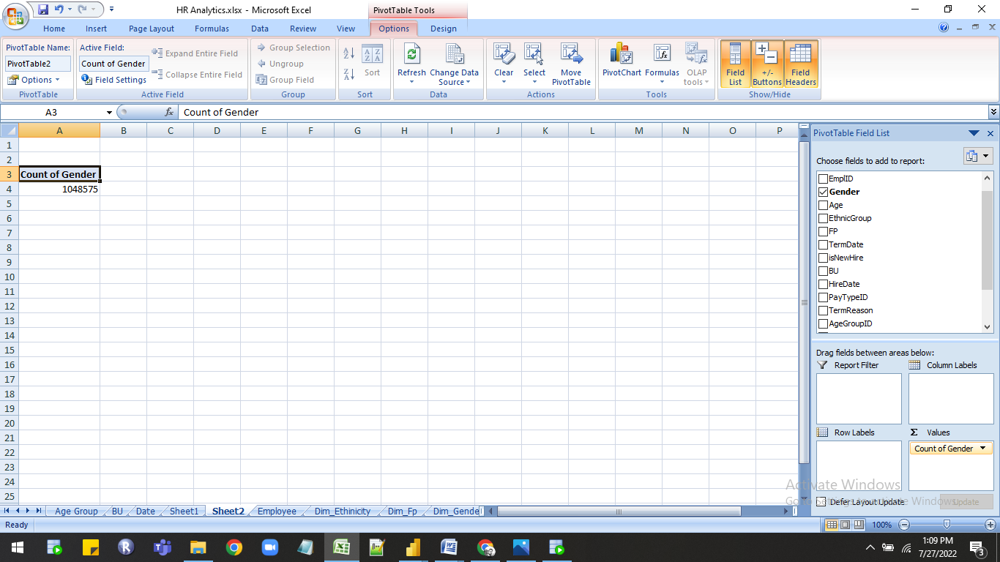 HR Analytics.xlsx - Microsoft Excel
PivotTable Tools
Home Insert Page Layout Formulas Data Review View Options Design
PivotTable Name:
PivotTable2
Options
PivotTable
Active Field:
Count of Gender
Field Settings
Expand Entire Field
Collapse Entire Field
Active Field
Group Selection
Ungroup
Group Field
Group
Sort
Sort
Refresh
Change Data
Source
Data
Clear
Select
Move
PivotTable
Actions
PivotChart
Formulas
OLAP
tools
Tools
Field
List
+/-
Buttons
Field
Headers
Show/Hide
A3
fx
Count of Gender
A B C D E F G H I J K L M N O P
1
2
3 Count of Gender
4 1048575
5
6
7
8
9
10
11
12
13
14
15
16
17
18
19
20
21
22
23
24
25
PivotTable Field List
Choose fields to add to report:
EmplID
Gender
Age
EthnicGroup
FP
TermDate
isNewHire
BU
HireDate
PayTypeID
TermReason
AgeGroupID
Drag fields between areas below:
Report Filter
Column Labels
Row Labels
Σ Values
Count of Gender
Activate Windows
Go to Settings to activate Windows.
Defer Layout Update
Update
Age Group BU Date Sheet1 Sheet2 Employee Dim_Ethinicity Dim_Fp Dim_Gende
Ready
100%
1:09 PM
7/27/2022
3